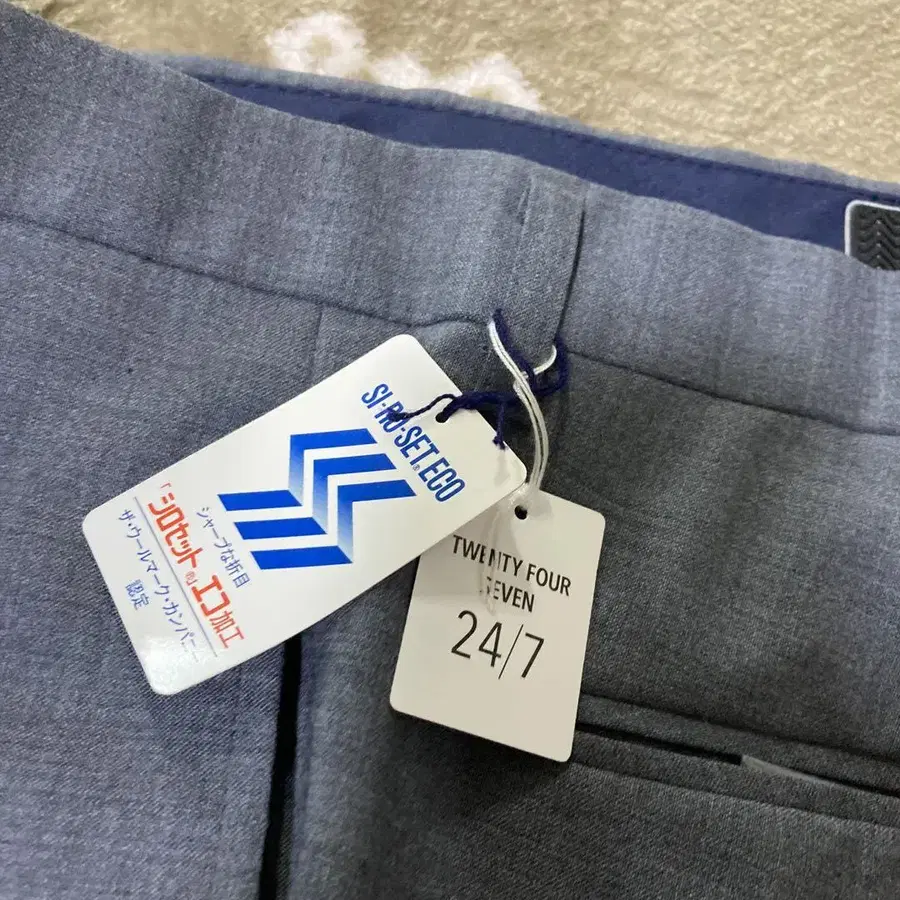 SI-RO-SET® ECO
シャープな折目
「シロセット®」エコ加工
ザ・ウールマーク・カンパニー
認定
TWENTY FOUR
SEVEN
24/7